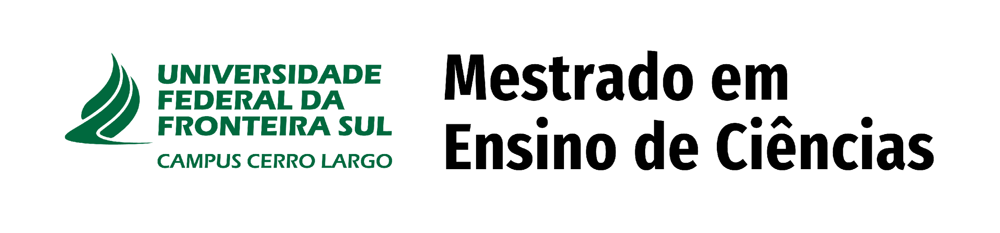 UNIVERSIDADE
FEDERAL DA
FRONTEIRA SUL
CAMPUS CERRO LARGO
Mestrado em
Ensino de Ciências